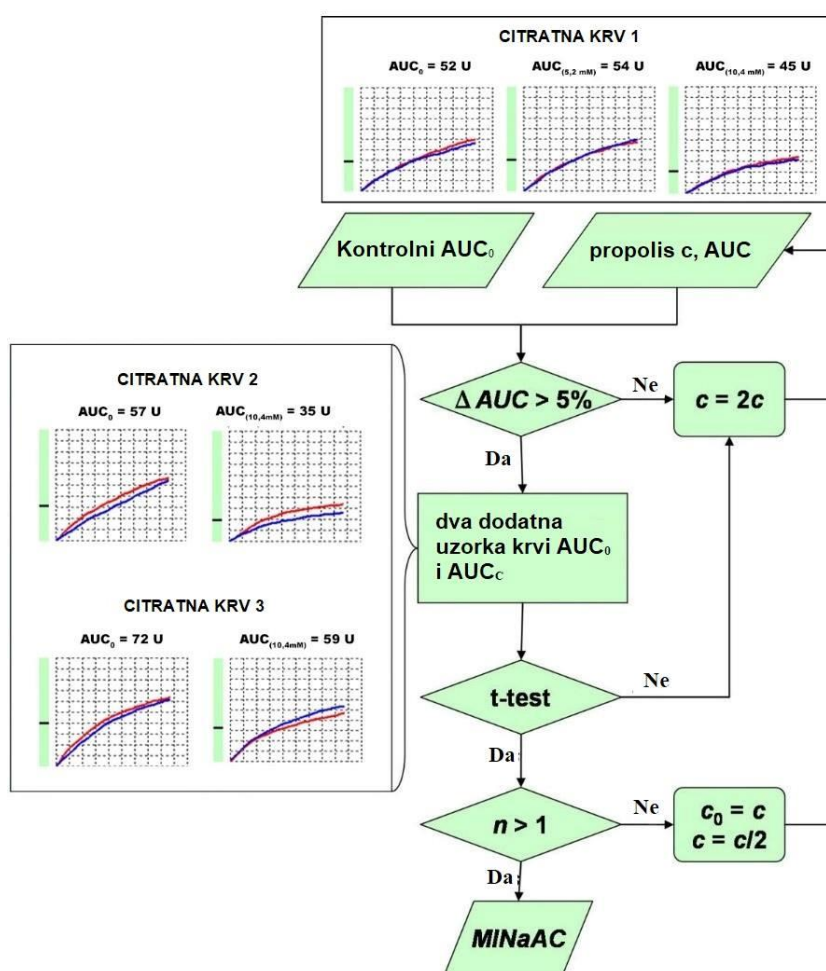 CITRATNA KRV 1
AUC₀ = 52 U
AUC(5,2 mM) = 54 U
AUC(10,4 mM) = 45 U
Kontrolni AUC₀
propolis c, AUC
CITRATNA KRV 2
AUC₀ = 57 U
AUC(10,4mM) = 35 U
CITRATNA KRV 3
AUC₀ = 72 U
AUC(10,4mM) = 59 U
Δ AUC > 5%
Ne
c = 2c
Da
dva dodatna
uzorka krvi AUC₀
i AUCc
t-test
Ne
Da
n > 1
Ne
c₀ = c
c = c/2
Da
MINaAC